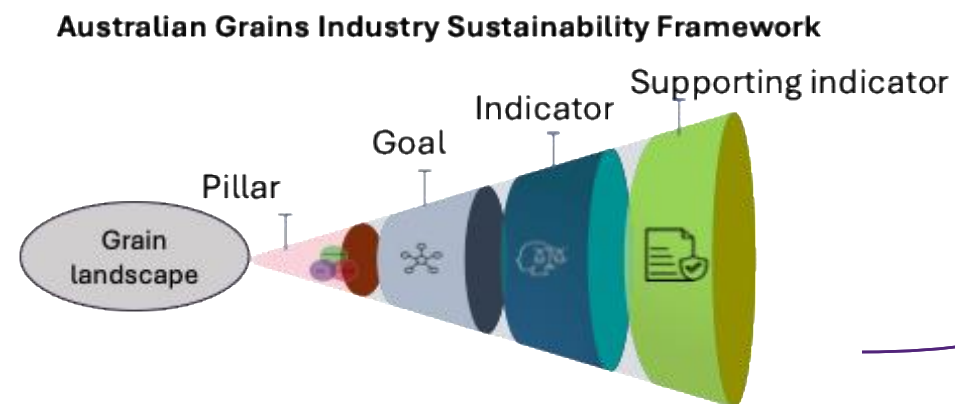 Australian Grains Industry Sustainability Framework
Supporting indicator
Indicator
Goal
Pillar
Grain
landscape